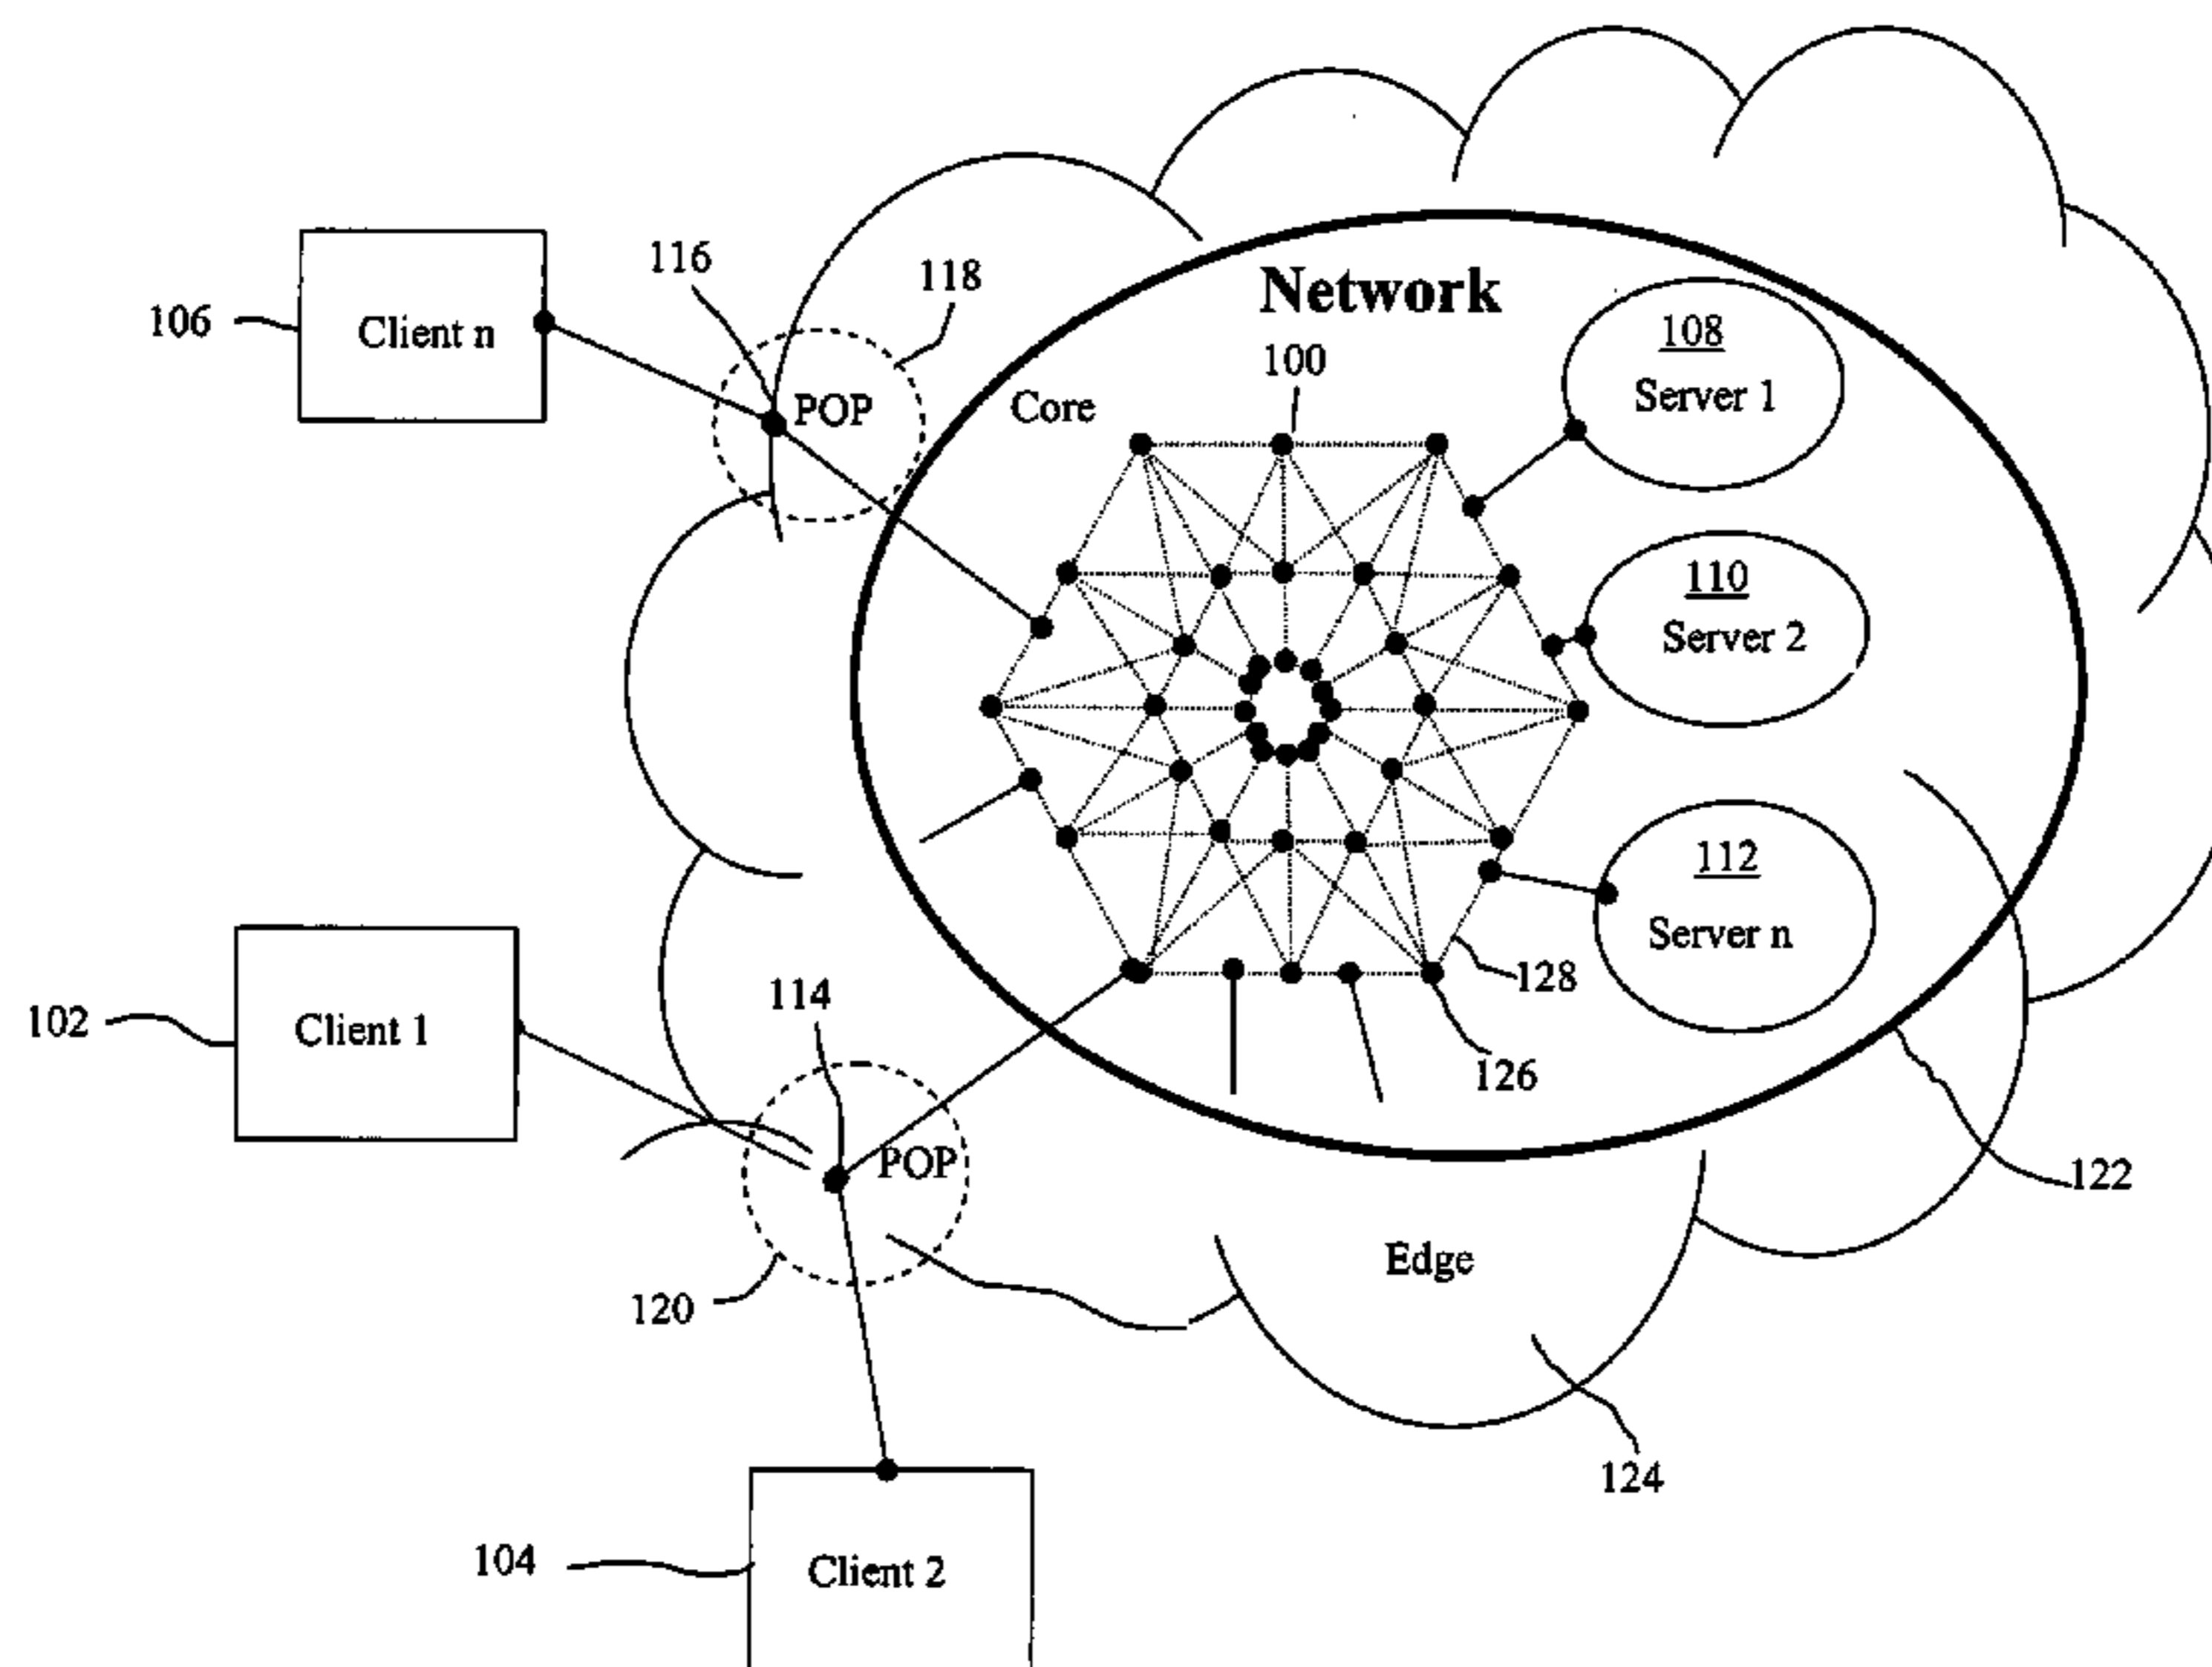 Network
100
116
118
106
Client n
POP
Core
108
Server 1
110
Server 2
112
Server n
128
126
102
Client 1
114
POP
122
120
Edge
124
104
Client 2